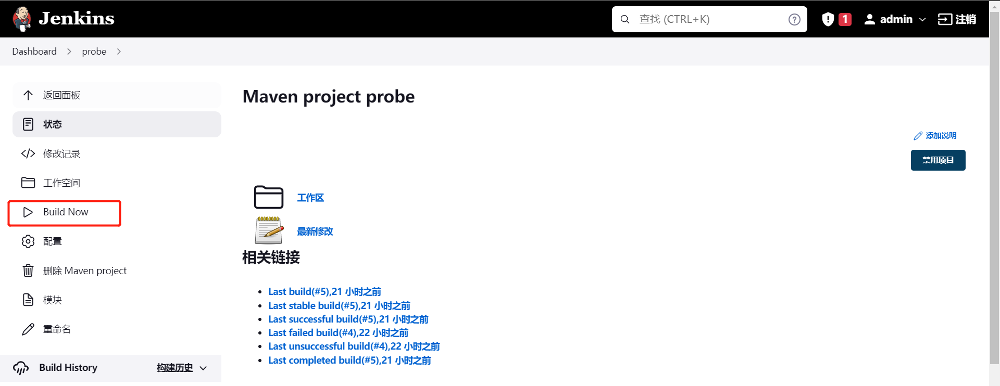 Jenkins
查找 (CTRL+K)
1
admin
注销
Dashboard
probe
返回面板
状态
修改记录
工作空间
Build Now
配置
删除 Maven project
模块
重命名
Build History
构建历史
Maven project probe
添加说明
禁用项目
工作区
最新修改
相关链接
Last build(#5),21 小时之前
Last stable build(#5),21 小时之前
Last successful build(#5),21 小时之前
Last failed build(#4),22 小时之前
Last unsuccessful build(#4),22 小时之前
Last completed build(#5),21 小时之前